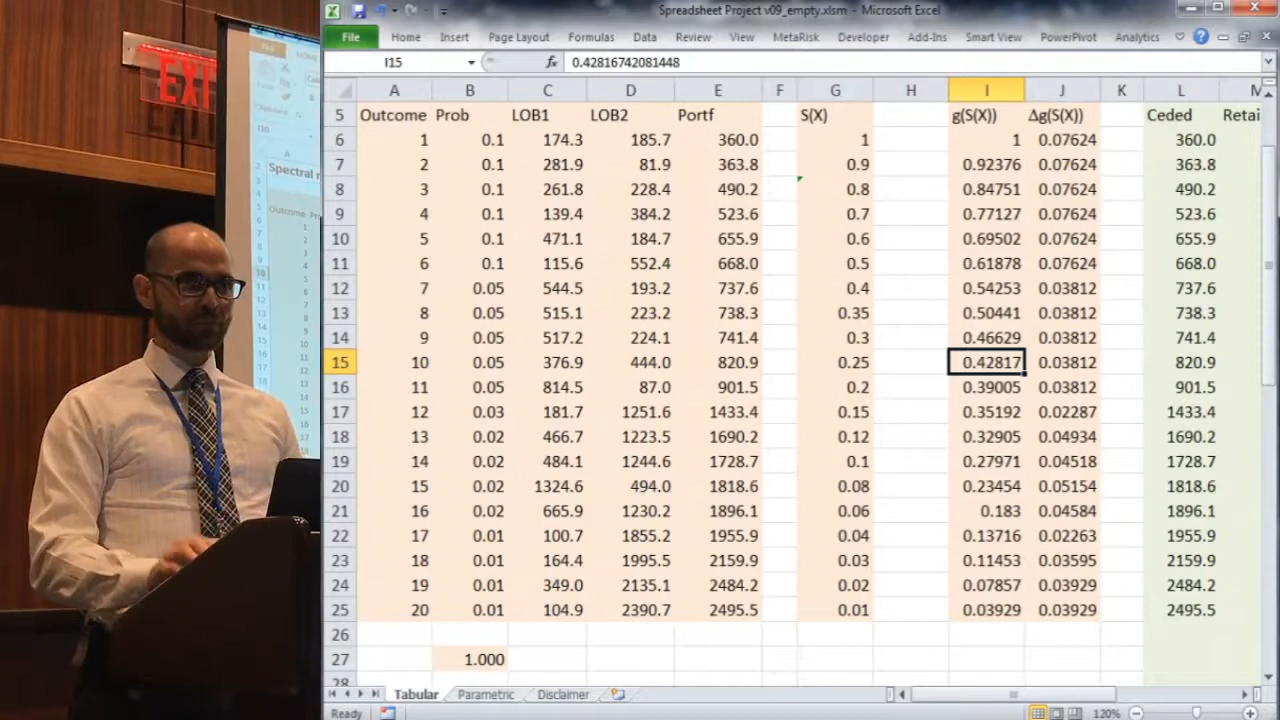 Spreadsheet Project v09_empty.xlsm - Microsoft Excel
File Home Insert Page Layout Formulas Data Review View MetaRisk Developer Add-Ins Smart View PowerPivot Analytics
I15 fx 0.42816742081448
A B C D E F G H I J K L M
5 Outcome Prob LOB1 LOB2 Portf S(X) g(S(X)) Δg(S(X)) Ceded Retai
6 1 0.1 174.3 185.7 360.0 1 1 0.07624 360.0
7 2 0.1 281.9 81.9 363.8 0.9 0.92376 0.07624 363.8
8 3 0.1 261.8 228.4 490.2 0.8 0.84751 0.07624 490.2
9 4 0.1 139.4 384.2 523.6 0.7 0.77127 0.07624 523.6
10 5 0.1 471.1 184.7 655.9 0.6 0.69502 0.07624 655.9
11 6 0.1 115.6 552.4 668.0 0.5 0.61878 0.07624 668.0
12 7 0.05 544.5 193.2 737.6 0.4 0.54253 0.03812 737.6
13 8 0.05 515.1 223.2 738.3 0.35 0.50441 0.03812 738.3
14 9 0.05 517.2 224.1 741.4 0.3 0.46629 0.03812 741.4
15 10 0.05 376.9 444.0 820.9 0.25 0.42817 0.03812 820.9
16 11 0.05 814.5 87.0 901.5 0.2 0.39005 0.03812 901.5
17 12 0.03 181.7 1251.6 1433.4 0.15 0.35192 0.02287 1433.4
18 13 0.02 466.7 1223.5 1690.2 0.12 0.32905 0.04934 1690.2
19 14 0.02 484.1 1244.6 1728.7 0.1 0.27971 0.04518 1728.7
20 15 0.02 1324.6 494.0 1818.6 0.08 0.23454 0.05154 1818.6
21 16 0.02 665.9 1230.2 1896.1 0.06 0.183 0.04584 1896.1
22 17 0.01 100.7 1855.2 1955.9 0.04 0.13716 0.02263 1955.9
23 18 0.01 164.4 1995.5 2159.9 0.03 0.11453 0.03595 2159.9
24 19 0.01 349.0 2135.1 2484.2 0.02 0.07857 0.03929 2484.2
25 20 0.01 104.9 2390.7 2495.5 0.01 0.03929 0.03929 2495.5
26
27 1.000
28
Tabular Parametric Disclaimer
Ready 120%
EXI
Spectral
Outcome